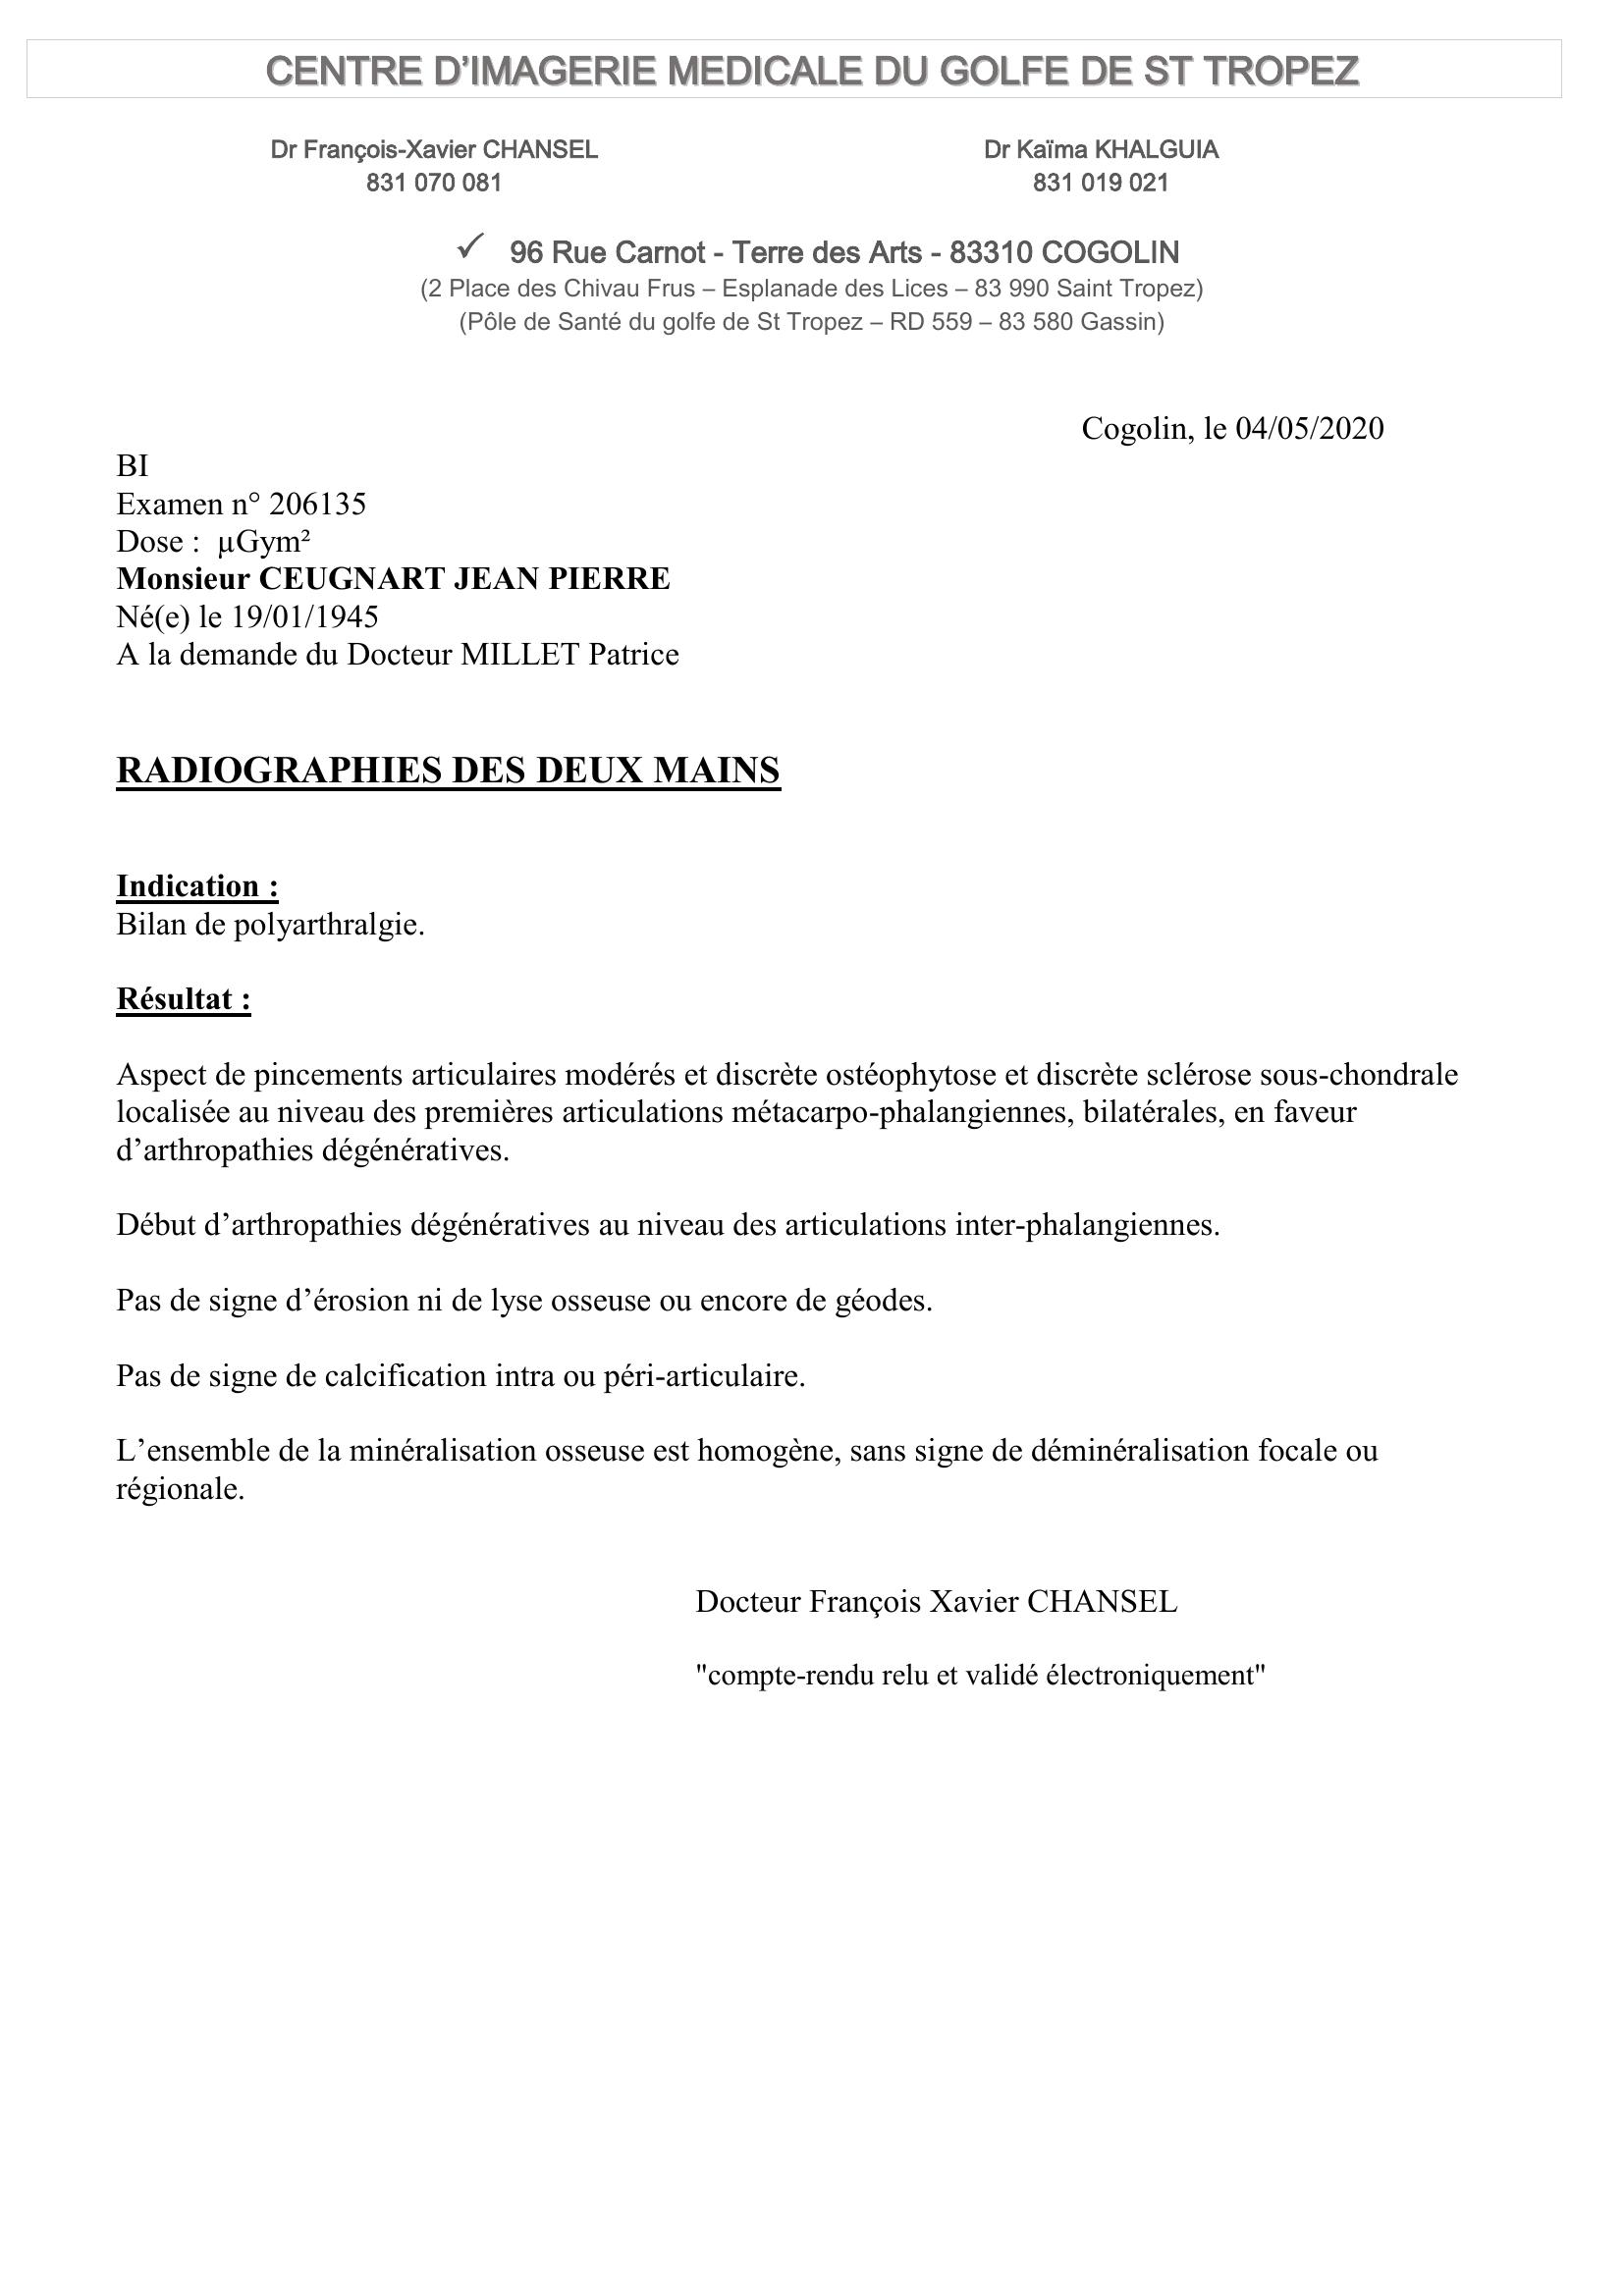 CENTRE D’IMAGERIE MEDICALE DU GOLFE DE ST TROPEZ
Dr François-Xavier CHANSEL
831 070 081
Dr Kaïma KHALGUIA
831 019 021
✓ 96 Rue Carnot - Terre des Arts - 83310 COGOLIN
(2 Place des Chivau Frus – Esplanade des Lices – 83 990 Saint Tropez)
(Pôle de Santé du golfe de St Tropez – RD 559 – 83 580 Gassin)
Cogolin, le 04/05/2020
BI
Examen n° 206135
Dose : µGym²
Monsieur CEUGNART JEAN PIERRE
Né(e) le 19/01/1945
A la demande du Docteur MILLET Patrice
RADIOGRAPHIES DES DEUX MAINS
Indication :
Bilan de polyarthralgie.
Résultat :
Aspect de pincements articulaires modérés et discrète ostéophytose et discrète sclérose sous-chondrale
localisée au niveau des premières articulations métacarpo-phalangiennes, bilatérales, en faveur
d’arthropathies dégénératives.
Début d’arthropathies dégénératives au niveau des articulations inter-phalangiennes.
Pas de signe d’érosion ni de lyse osseuse ou encore de géodes.
Pas de signe de calcification intra ou péri-articulaire.
L’ensemble de la minéralisation osseuse est homogène, sans signe de déminéralisation focale ou
régionale.
Docteur François Xavier CHANSEL
"compte-rendu relu et validé électroniquement"